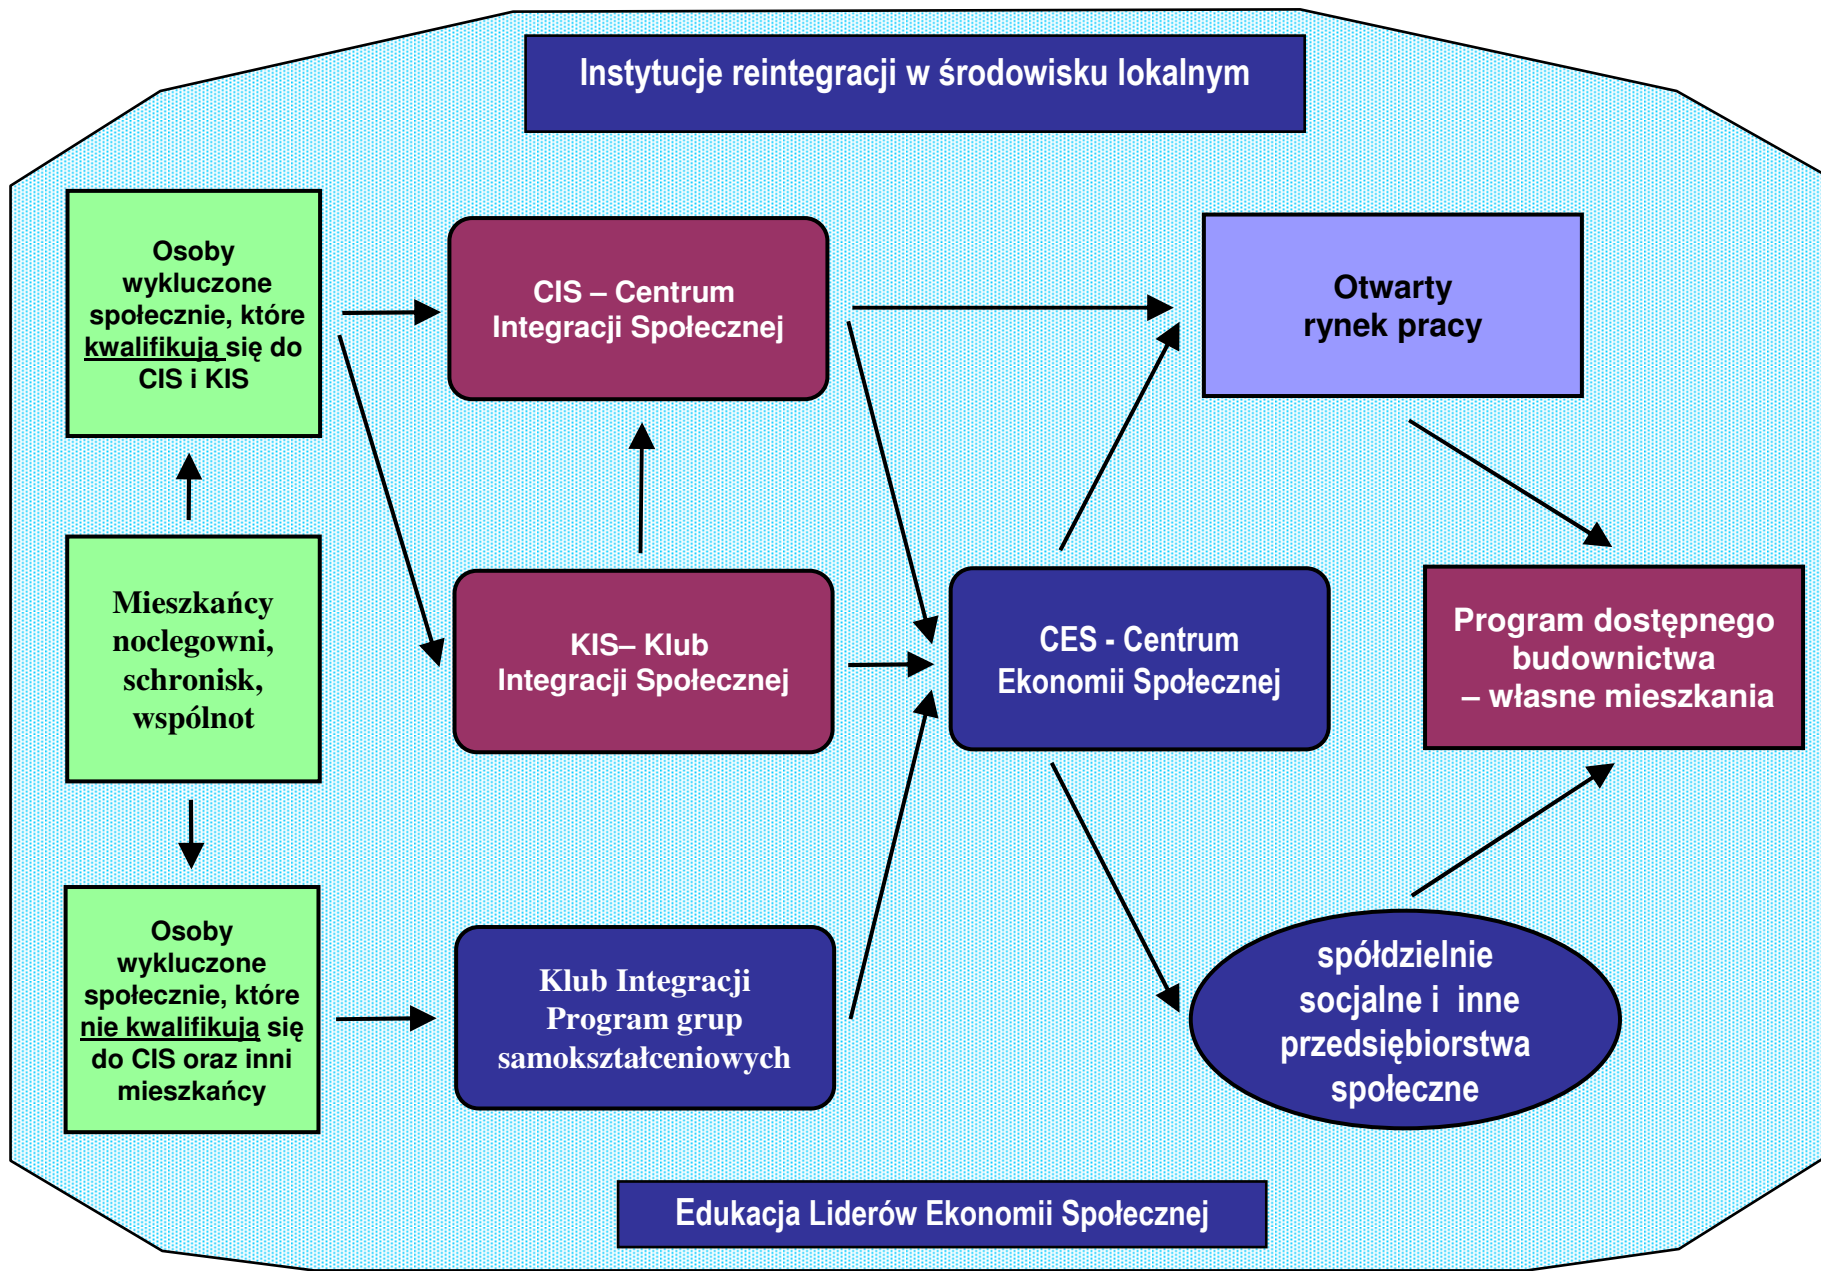 Instytucje reintegracji w środowisku lokalnym
Osoby
wykluczone
społecznie, które
kwalifikują się do
CIS i KIS
CIS – Centrum
Integracji Społecznej
Otwarty
rynek pracy
Mieszkańcy
noclegowni,
schronisk,
wspólnot
KIS– Klub
Integracji Społecznej
CES - Centrum
Ekonomii Społecznej
Program dostępnego
budownictwa
– własne mieszkania
Osoby
wykluczone
społecznie, które
nie kwalifikują się
do CIS oraz inni
mieszkańcy
Klub Integracji
Program grup
samokształceniowych
spółdzielnie
socjalne i inne
przedsiębiorstwa
społeczne
Edukacja Liderów Ekonomii Społecznej